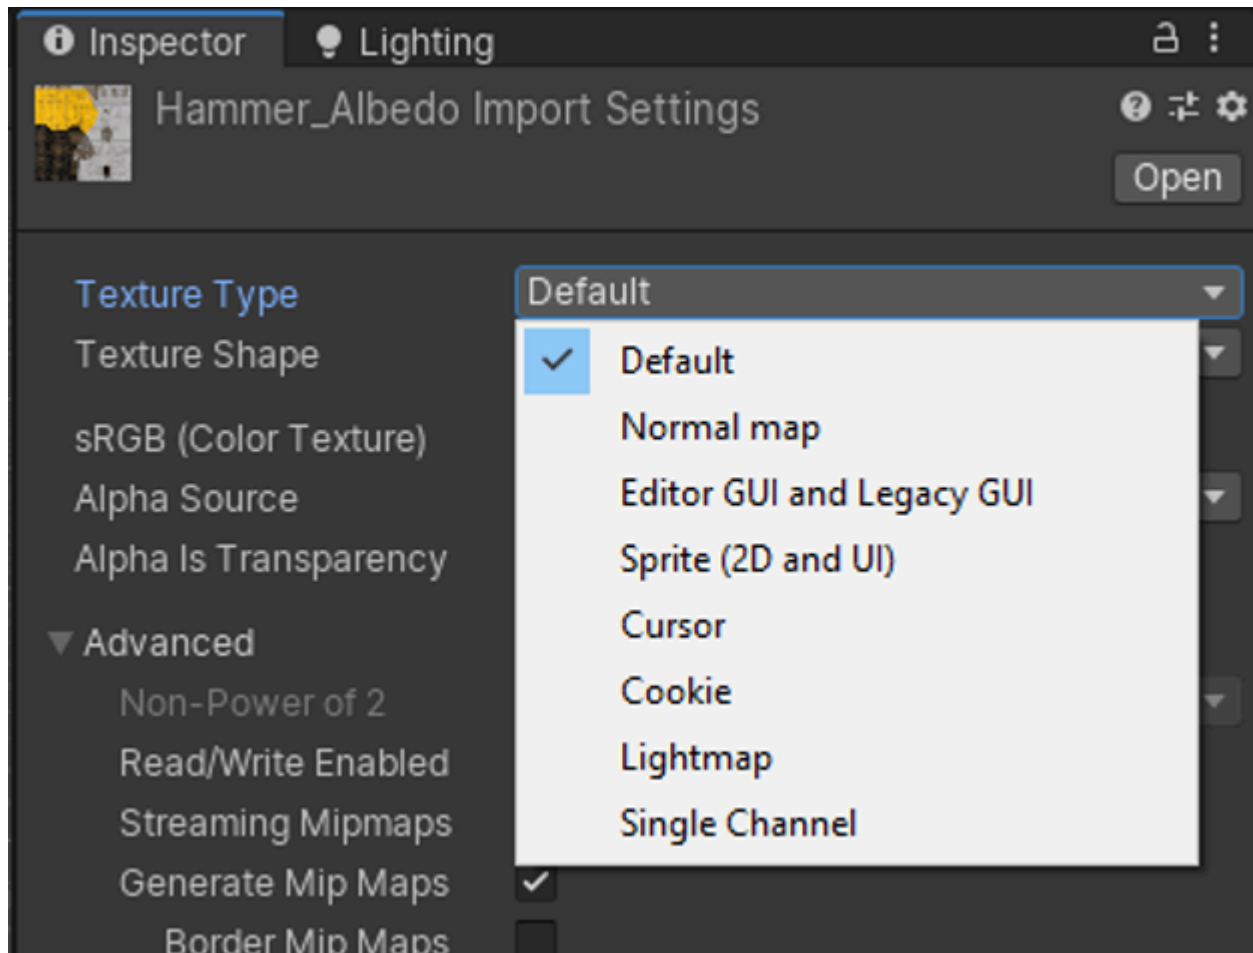 Inspector Lighting
Hammer_Albedo Import Settings
Open
Texture Type Default
Texture Shape
Default
Normal map
sRGB (Color Texture)
Editor GUI and Legacy GUI
Alpha Source
Sprite (2D and UI)
Alpha Is Transparency
Cursor
Advanced
Cookie
Non-Power of 2
Lightmap
Read/Write Enabled
Single Channel
Streaming Mipmaps
Generate Mip Maps
Border Mip Maps